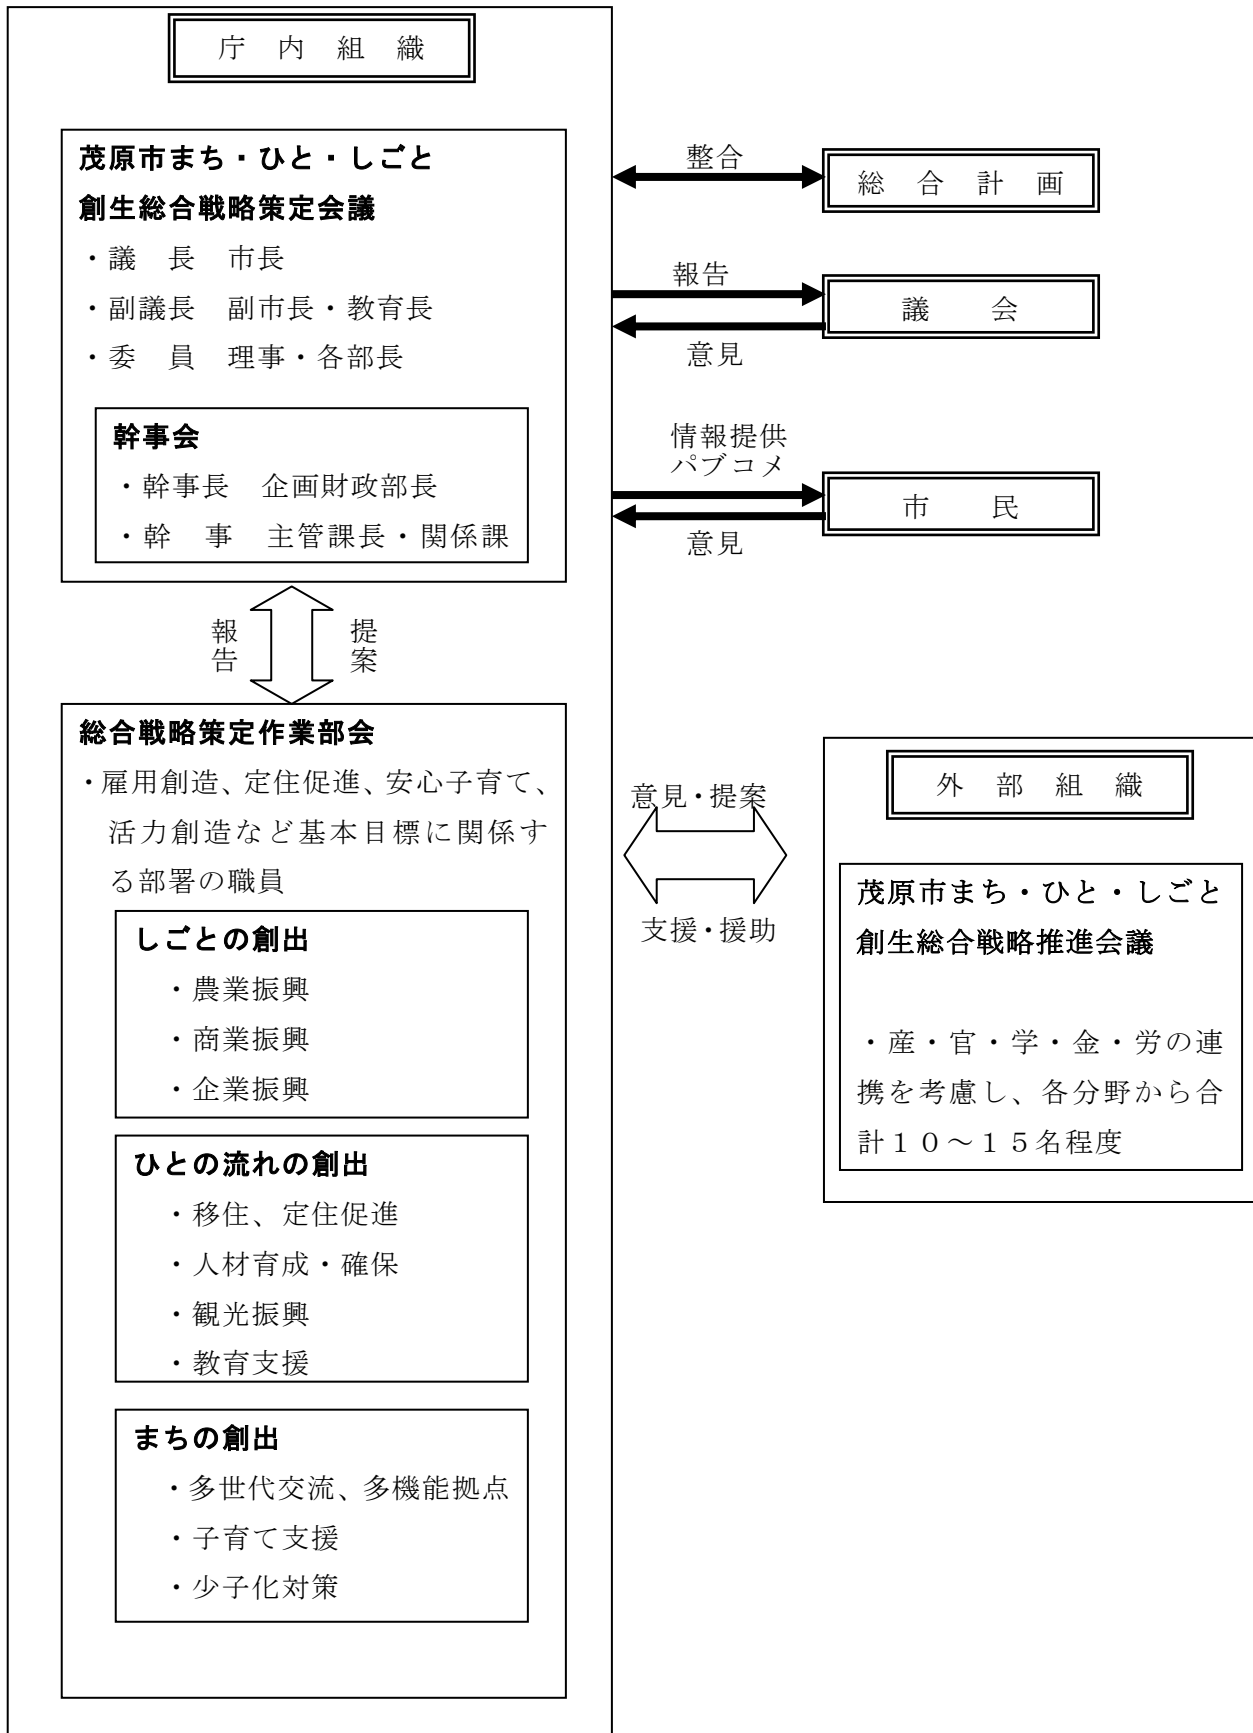 庁内組織
茂原市まち・ひと・しごと
創生総合戦略策定会議
・議　長　市長
・副議長　副市長・教育長
・委　員　理事・各部長
幹事会
・幹事長　企画財政部長
・幹　事　主管課長・関係課
報告
提案
総合戦略策定作業部会
・雇用創造、定住促進、安心子育て、
活力創造など基本目標に関係す
る部署の職員
しごとの創出
・農業振興
・商業振興
・企業振興
ひとの流れの創出
・移住、定住促進
・人材育成・確保
・観光振興
・教育支援
まちの創出
・多世代交流、多機能拠点
・子育て支援
・少子化対策
整合
総合計画
報告
議会
意見
情報提供
パブコメ
市民
意見
意見・提案
支援・援助
外部組織
茂原市まち・ひと・しごと
創生総合戦略推進会議
・産・官・学・金・労の連
携を考慮し、各分野から合
計１０～１５名程度